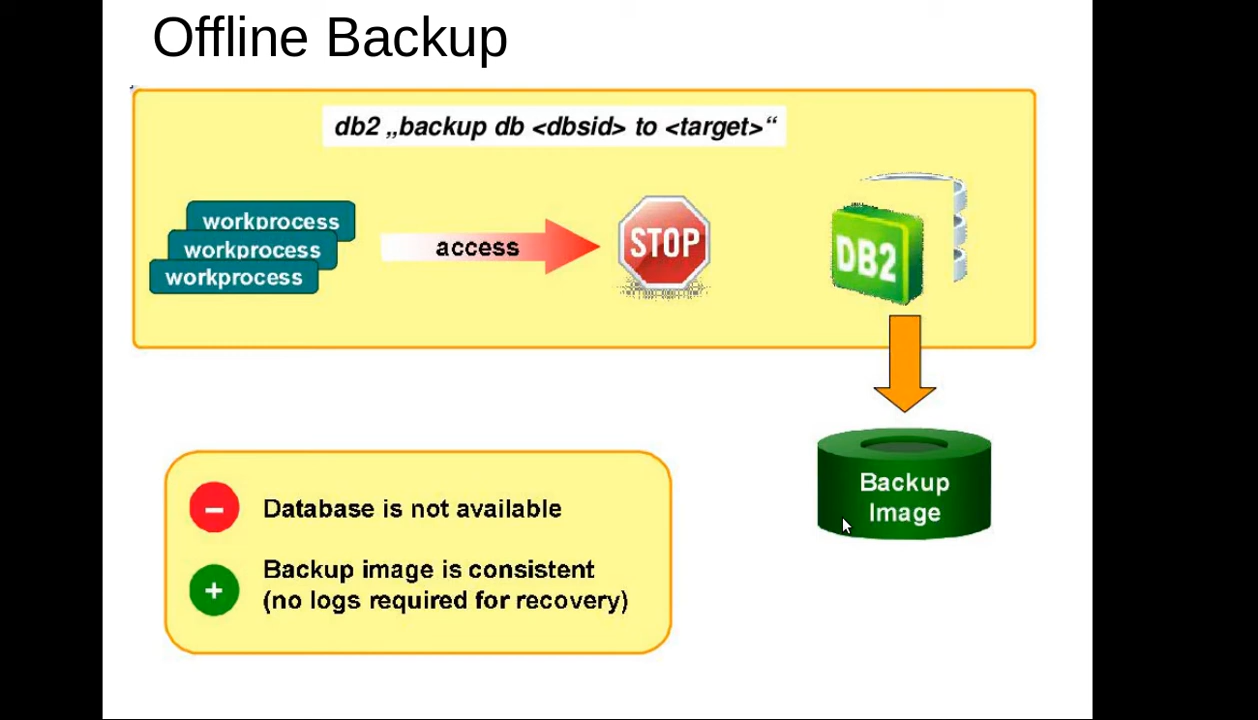 Offline Backup
db2 „backup db <dbsid> to <target>“
workprocess
workprocess
workprocess
access
STOP
DB2
Backup
Image
– Database is not available
+ Backup image is consistent
(no logs required for recovery)